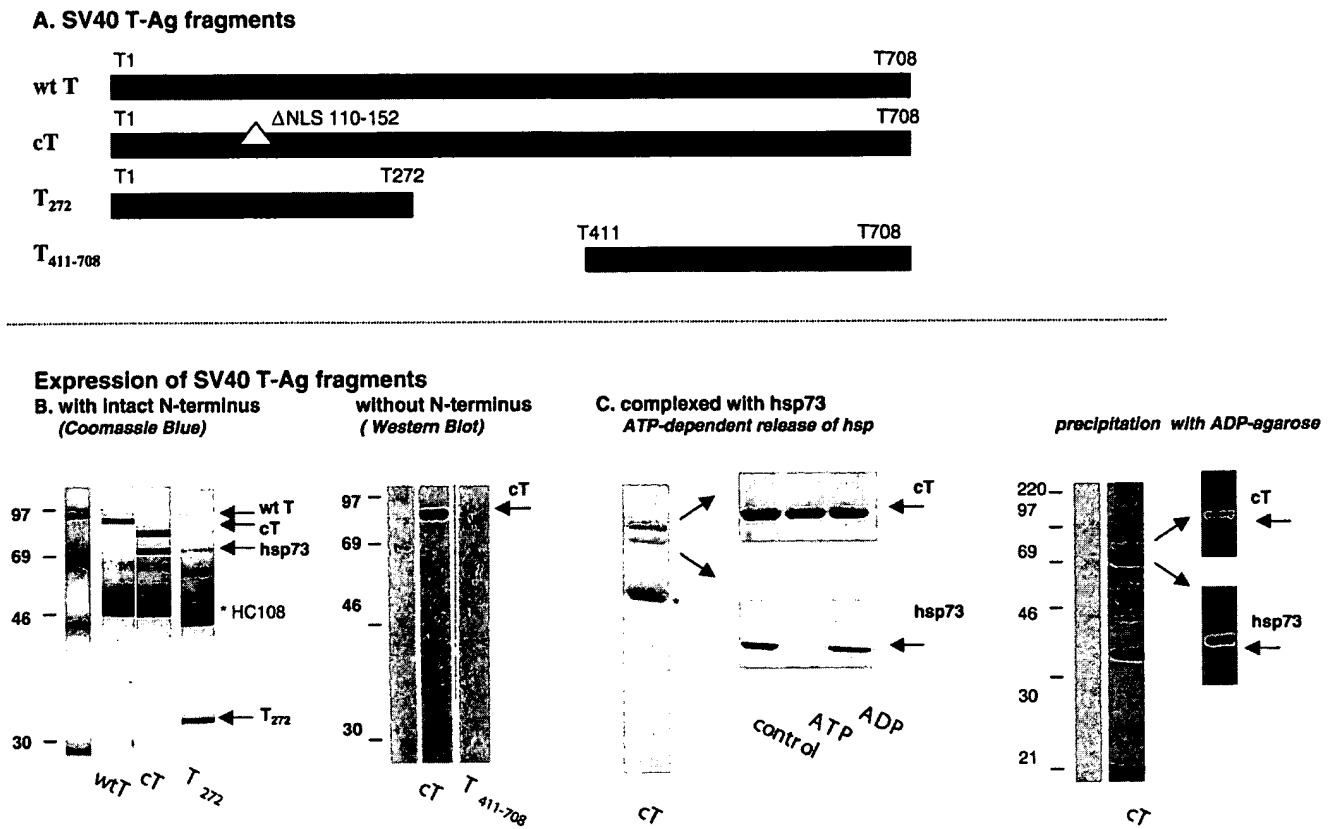 A. SV40 T-Ag fragments
T1 T708
wt T
T1 ΔNLS 110-152 T708
cT
T1 T272
T272
T411 T708
T411-708
Expression of SV40 T-Ag fragments
B. with intact N-terminus
(Coomassie Blue)
97
69
46
30
wt T
cT
hsp73
* HC108
T272
wtT cT T272
without N-terminus
( Western Blot)
97
69
46
30
cT
cT T411-708
C. complexed with hsp73
ATP-dependent release of hsp
*
cT
cT
hsp73
control ATP ADP
precipitation with ADP-agarose
220
97
69
46
30
21
cT
hsp73
cT